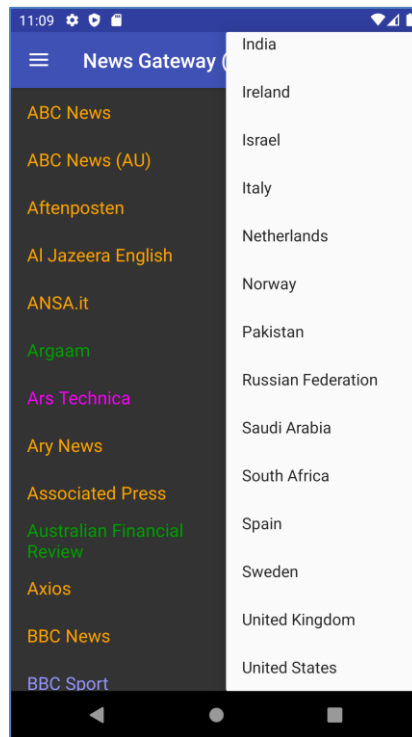 11:09
News Gateway (
ABC News
ABC News (AU)
Aftenposten
Al Jazeera English
ANSA.it
Argaam
Ars Technica
Ary News
Associated Press
Australian Financial
Review
Axios
BBC News
BBC Sport
India
Ireland
Israel
Italy
Netherlands
Norway
Pakistan
Russian Federation
Saudi Arabia
South Africa
Spain
Sweden
United Kingdom
United States